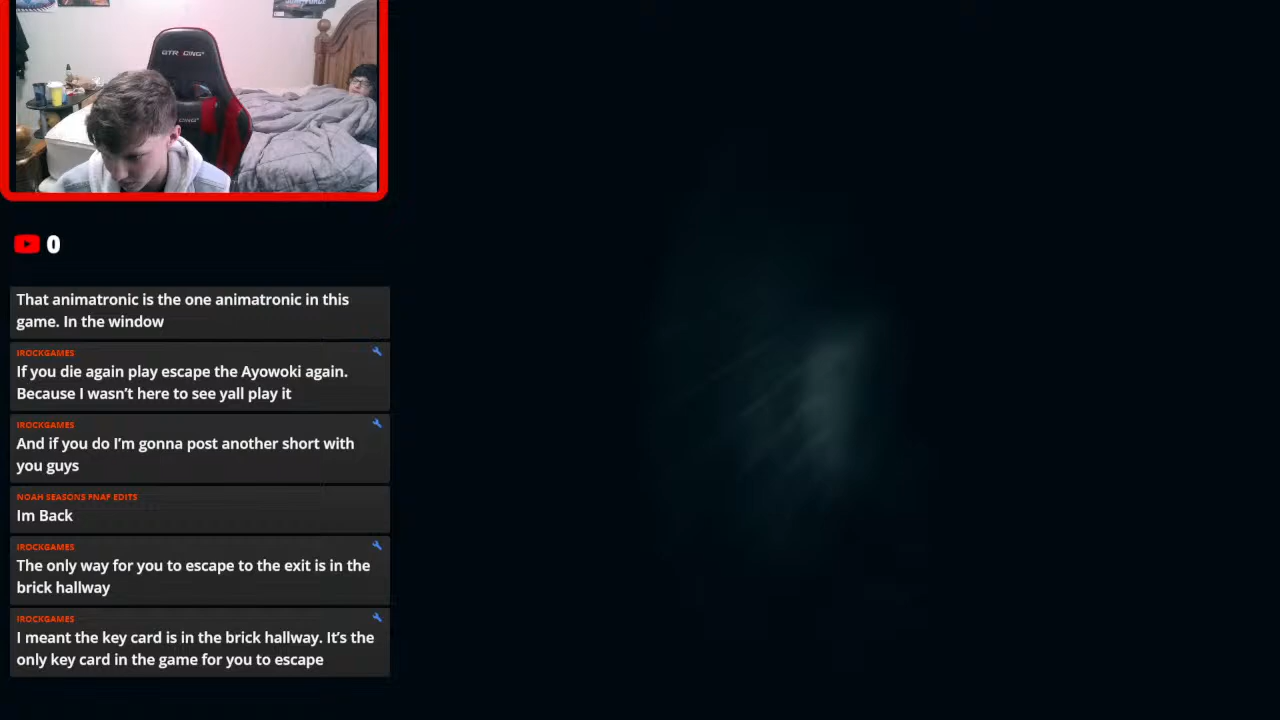 GTRACING
0
That animatronic is the one animatronic in this
game. In the window
IROCKGAMES
If you die again play escape the Ayowoki again.
Because I wasn't here to see yall play it
IROCKGAMES
And if you do I'm gonna post another short with
you guys
NOAH SEASONS FNAF EDITS
Im Back
IROCKGAMES
The only way for you to escape to the exit is in the
brick hallway
IROCKGAMES
I meant the key card is in the brick hallway. It's the
only key card in the game for you to escape